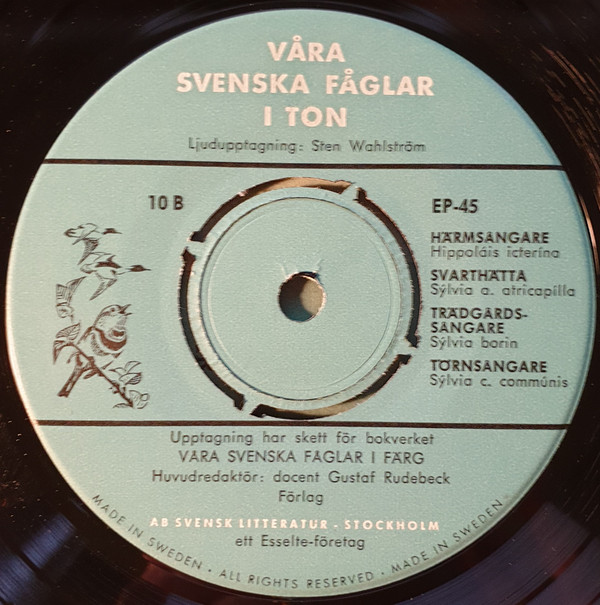 VÅRA
SVENSKA FÅGLAR
I TON
Ljudupptagning: Sten Wahlström
10 B
EP-45
HÄRMSÅNGARE
Hippoláis icterína
SVARTHÄTTA
Sýlvia a. atricapílla
TRÄDGÅRDS-
SÅNGARE
Sýlvia borin
TÖRNSÅNGARE
Sýlvia c. commúnis
Upptagning har skett för bokverket
VÅRA SVENSKA FÅGLAR I FÄRG
Huvudredaktör: docent Gustaf Rudebeck
Förlag
AB SVENSK LITTERATUR - STOCKHOLM
ett Esselte-företag
MADE IN SWEDEN · ALL RIGHTS RESERVED · MADE IN SWEDEN